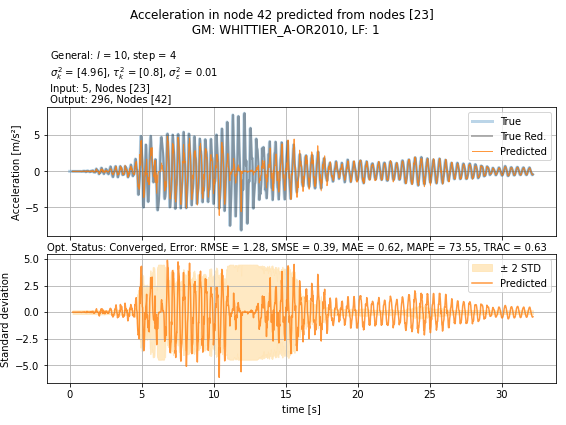 Acceleration in node 42 predicted from nodes [23]
GM: WHITTIER_A-OR2010, LF: 1
General: l = 10, step = 4
σ²ₖ = [4.96], τ²ₖ = [0.8], σ²ε = 0.01
Input: 5, Nodes [23]
Output: 296, Nodes [42]
True
True Red.
Predicted
Acceleration [m/s²]
5
0
−5
Opt. Status: Converged, Error: RMSE = 1.28, SMSE = 0.39, MAE = 0.62, MAPE = 73.55, TRAC = 0.63
± 2 STD
Predicted
Standard deviation
5.0
2.5
0.0
−2.5
−5.0
0 5 10 15 20 25 30
time [s]